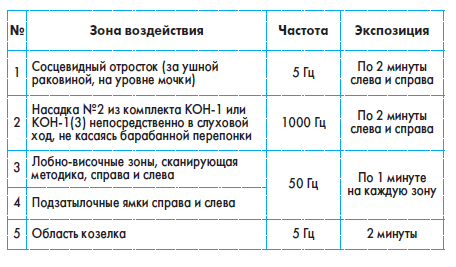 № Зона воздействия Частота Экспозиция
1 Сосцевидный отросток (за ушной раковиной, на уровне мочки) 5 Гц По 2 минуты слева и справа
2 Насадка №2 из комплекта КОН-1 или КОН-1(3) непосредственно в слуховой ход, не касаясь барабанной перепонки 1000 Гц По 2 минуты слева и справа
3 Лобно-височные зоны, сканирующая методика, справа и слева 50 Гц По 1 минуте на каждую зону
4 Подзатылочные ямки справа и слева
5 Область козелка 5 Гц 2 минуты